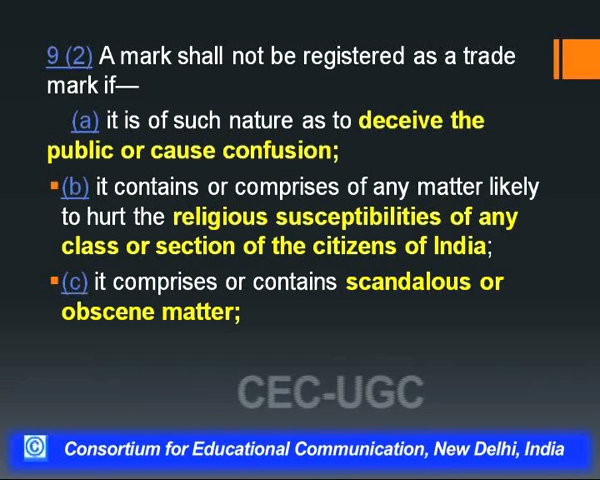 9 (2) A mark shall not be registered as a trade
mark if—
(a) it is of such nature as to deceive the
public or cause confusion;
(b) it contains or comprises of any matter likely
to hurt the religious susceptibilities of any
class or section of the citizens of India;
(c) it comprises or contains scandalous or
obscene matter;
CEC-UGC
© Consortium for Educational Communication, New Delhi, India